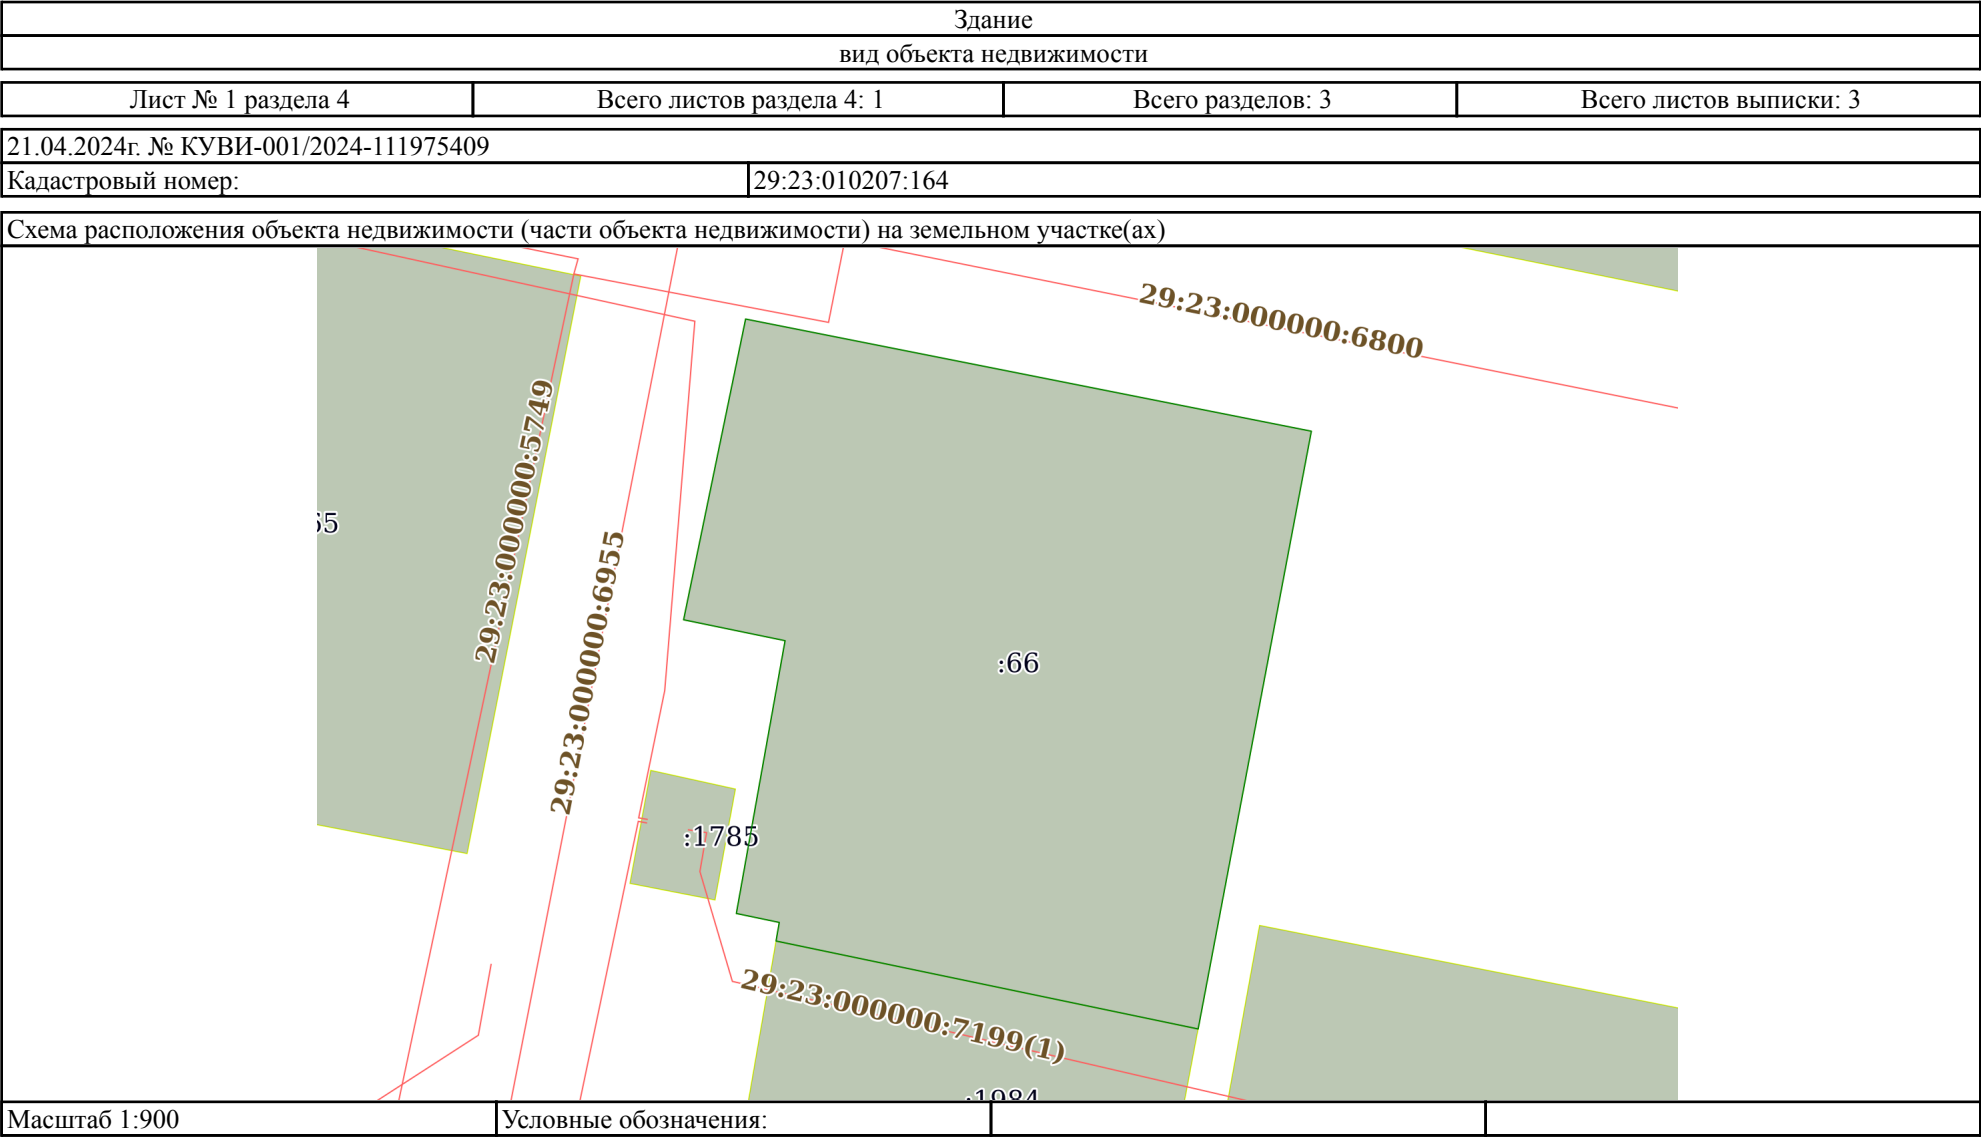 Здание
вид объекта недвижимости
Лист № 1 раздела 4 Всего листов раздела 4: 1 Всего разделов: 3 Всего листов выписки: 3
21.04.2024г. № КУВИ-001/2024-111975409
Кадастровый номер: 29:23:010207:164
Схема расположения объекта недвижимости (части объекта недвижимости) на земельном участке(ах)
29:23:000000:6800
29:23:000000:5749
29:23:000000:6955
:66
:1785
29:23:000000:7199(1)
:1984
Масштаб 1:900 Условные обозначения: